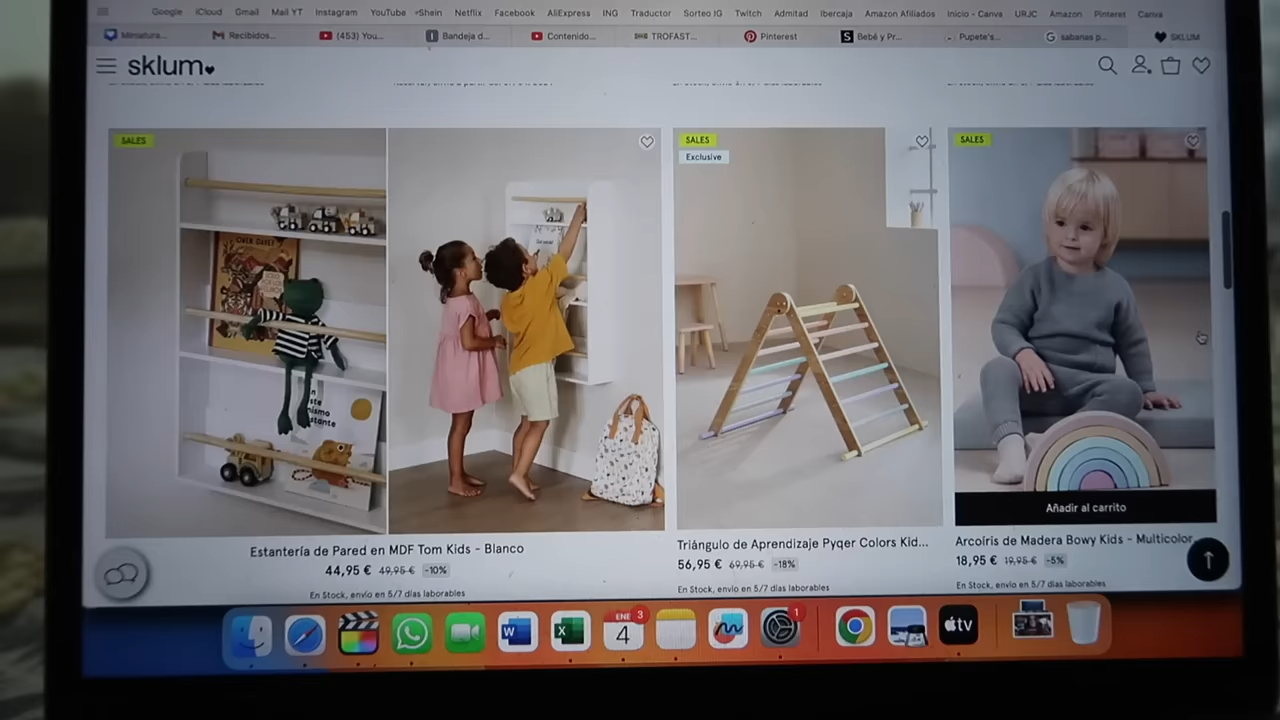 Google iCloud Gmail Mail YT Instagram YouTube Shein Netflix Facebook AliExpress ING Traductor Sorteo IG Twitch Admitad Ibercaja Amazon Afiliados Inicio - Canva URJC Amazon Pinterest Canva
Miniatura... Recibidos... (453) You... Bandeja d... Contenido... TROFAST... Pinterest Bebé y Pr... Pupete's... sabanas p... SKLUM
sklum
SALES
SALES
Exclusive
SALES
Añadir al carrito
Estantería de Pared en MDF Tom Kids - Blanco
44,95 € 49,95 € -10%
En Stock, envío en 5/7 días laborables
Triángulo de Aprendizaje Pyqer Colors Kid...
56,95 € 69,95 € -18%
En Stock, envío en 5/7 días laborables
Arcoíris de Madera Bowy Kids - Multicolor
18,95 € 19,95 € -5%
En Stock, envío en 5/7 días laborables
W
X
ENE 3
4
1
tv